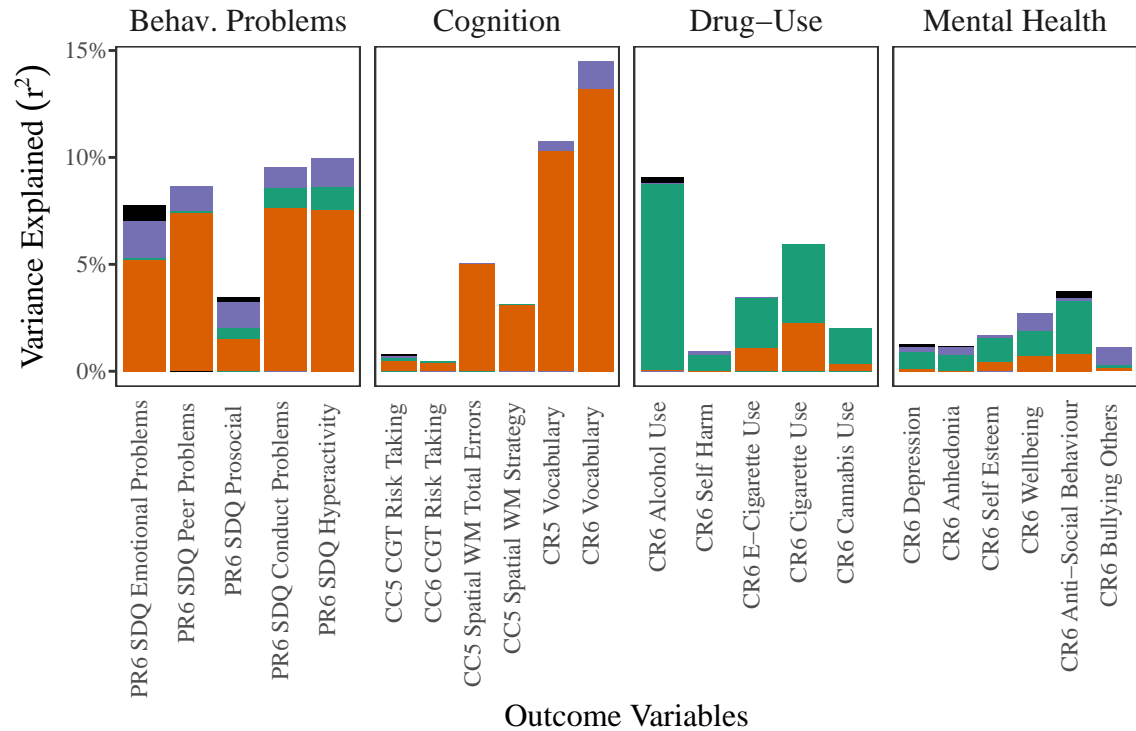 Behav. Problems
Cognition
Drug−Use
Mental Health
Variance Explained (r²)
15%
10%
5%
0%
PR6 SDQ Emotional Problems
PR6 SDQ Peer Problems
PR6 SDQ Prosocial
PR6 SDQ Conduct Problems
PR6 SDQ Hyperactivity
CC5 CGT Risk Taking
CC6 CGT Risk Taking
CC5 Spatial WM Total Errors
CC5 Spatial WM Strategy
CR5 Vocabulary
CR6 Vocabulary
CR6 Alcohol Use
CR6 Self Harm
CR6 E−Cigarette Use
CR6 Cigarette Use
CR6 Cannabis Use
CR6 Depression
CR6 Anhedonia
CR6 Self Esteem
CR6 Wellbeing
CR6 Anti−Social Behaviour
CR6 Bullying Others
Outcome Variables